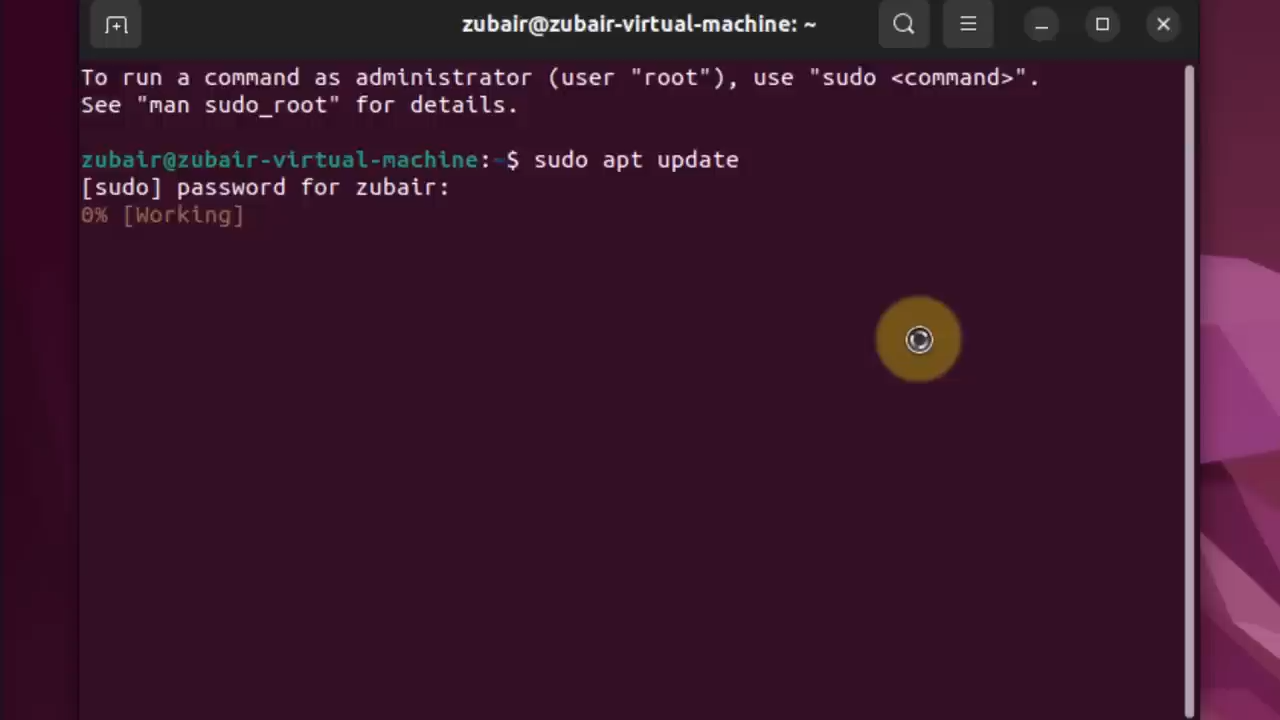 zubair@zubair-virtual-machine: ~
To run a command as administrator (user "root"), use "sudo <command>".
See "man sudo_root" for details.
zubair@zubair-virtual-machine:~$ sudo apt update
[sudo] password for zubair:
0% [Working]